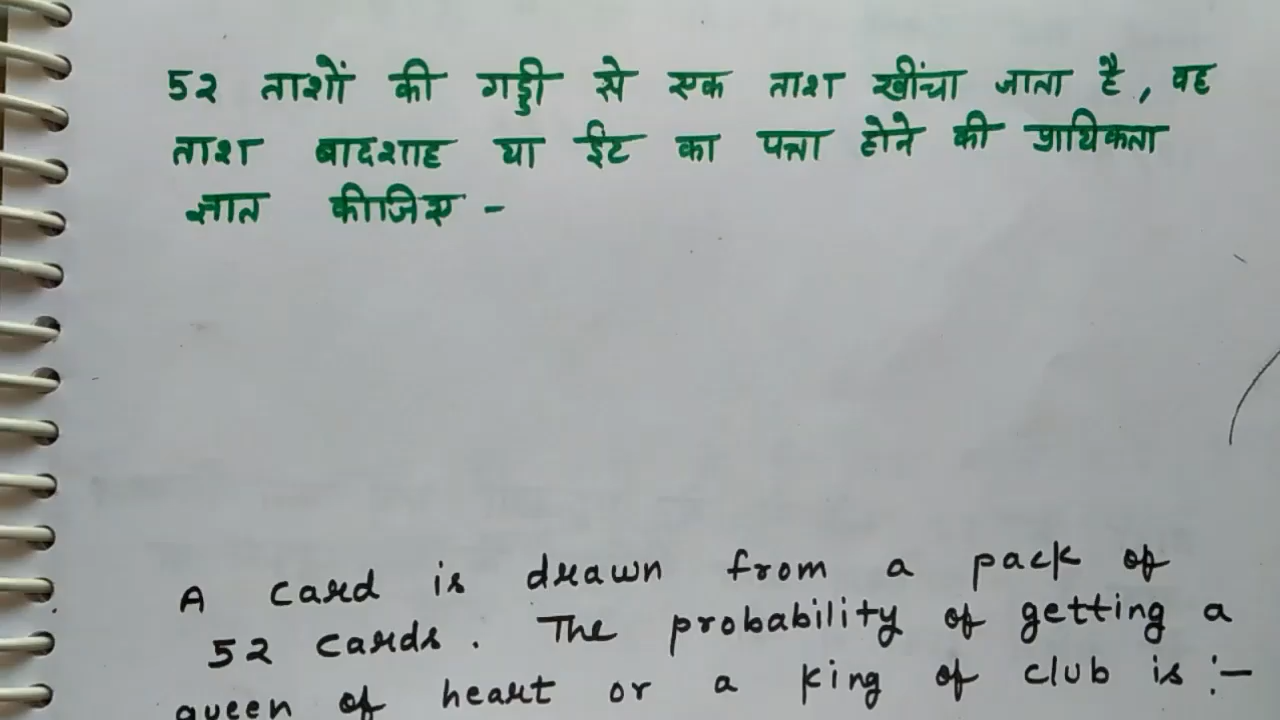 52 ताशों की गड्डी से एक ताश खींचा जाता है, वह
ताश बादशाह या ईंट का पत्ता होने की प्रायिकता
ज्ञात कीजिए -
A card is drawn from a pack of
52 cards. The probability of getting a
queen of heart or a king of club is :-